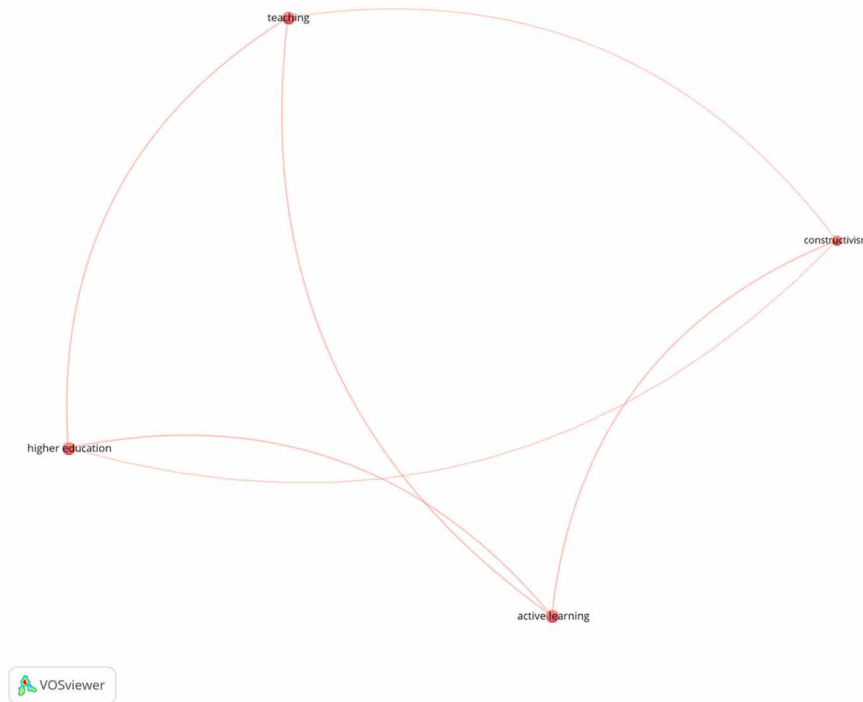 teaching
constructivism
higher education
active learning
VOSviewer